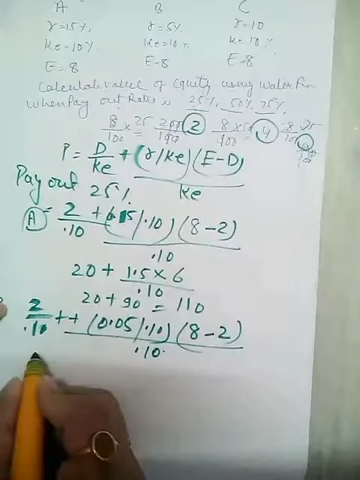 A B C
r=15% r=5% r=10
Ke=10% Ke=10% Ke=10%
E=8 E-8 E-8
Calculate value of equity using Walter
when Pay out Ratio is 25%, 50%, 75%.
8/100 × 25 200/100 2 8/100 × 50 4 8/100
P = D/Ke + (r/Ke)(E-D)/Ke
Pay out 25%
A = 2/.10 + (0.15/.10)(8-2)/.10
20 + 1.5×6/.10
20 + 90 = 110
2/.10 + + (0.05/.10)(8-2)/.10